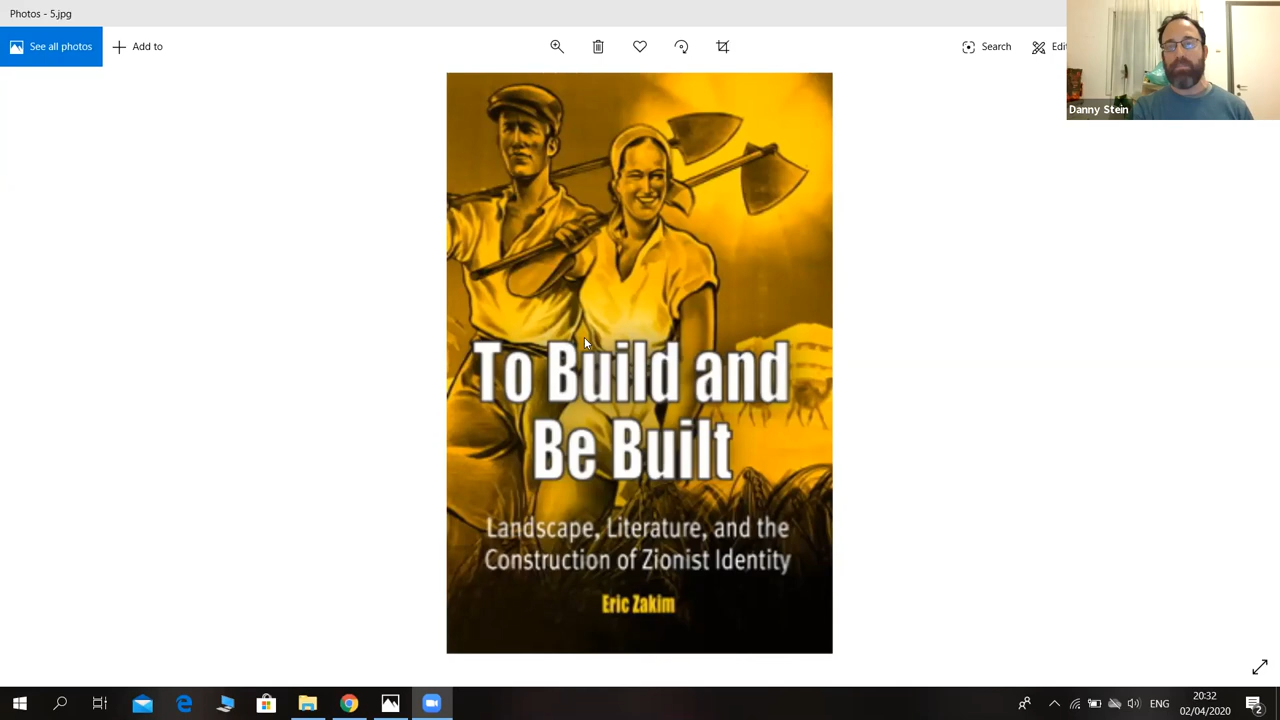 Photos - 5.jpg
See all photos
Add to
Search
Edi
Danny Stein
To Build and
Be Built
Landscape, Literature, and the
Construction of Zionist Identity
Eric Zakim
ENG
20:32
02/04/2020
2